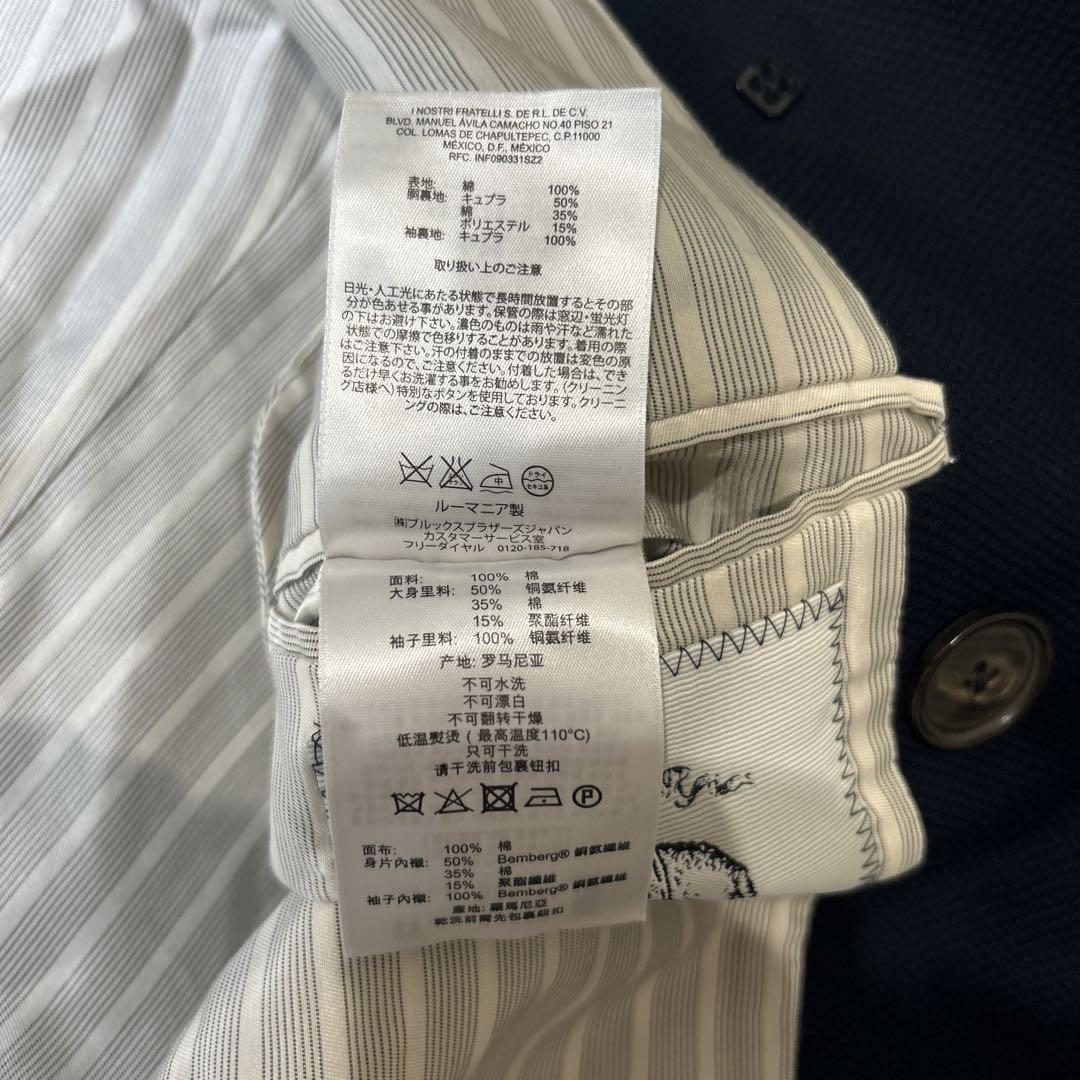 I NOSTRI FRATELLI S. DE R.L. DE C.V.
BLVD. MANUEL ÁVILA CAMACHO NO.40 PISO 21
COL. LOMAS DE CHAPULTEPEC, C.P.11000
MÉXICO, D.F., MÉXICO
RFC. INF090331SZ2
表地: 綿 100%
胴裏地: キュプラ 50%
綿 35%
ポリエステル 15%
袖裏地: キュプラ 100%
取り扱い上のご注意
日光・人工光にあたる状態で長時間放置するとその部
分が色あせる事があります。保管の際は窓辺・蛍光灯
の下はお避け下さい。濃色のものは雨や汗など濡れた
状態での摩擦で色移りすることがあります。着用の際
はご注意下さい。汗の付着のままでの放置は変色の原
因になるので、ご注意ください。付着した場合は、でき
るだけ早くお洗濯する事をお勧めします。(クリーニン
グ店様へ)特別なボタンを使用しております。クリーニ
ングの際は、ご注意ください。
中 ドライ
セキユ系
ルーマニア製
㈱ブルックスブラザーズジャパン
カスタマーサービス室
フリーダイヤル 0120-185-718
面料: 100% 棉
大身里料: 50% 铜氨纤维
35% 棉
15% 聚酯纤维
袖子里料: 100% 铜氨纤维
产地: 罗马尼亚
不可水洗
不可漂白
不可翻转干燥
低温熨烫 ( 最高温度110°C)
只可干洗
请干洗前包裹钮扣
P
面布: 100% 棉
身片內襯: 50% Bemberg® 銅氨纖維
35% 棉
15% 聚酯纖維
袖子內襯: 100% Bemberg® 銅氨纖維
產地: 羅馬尼亞
乾洗前需先包裹鈕扣